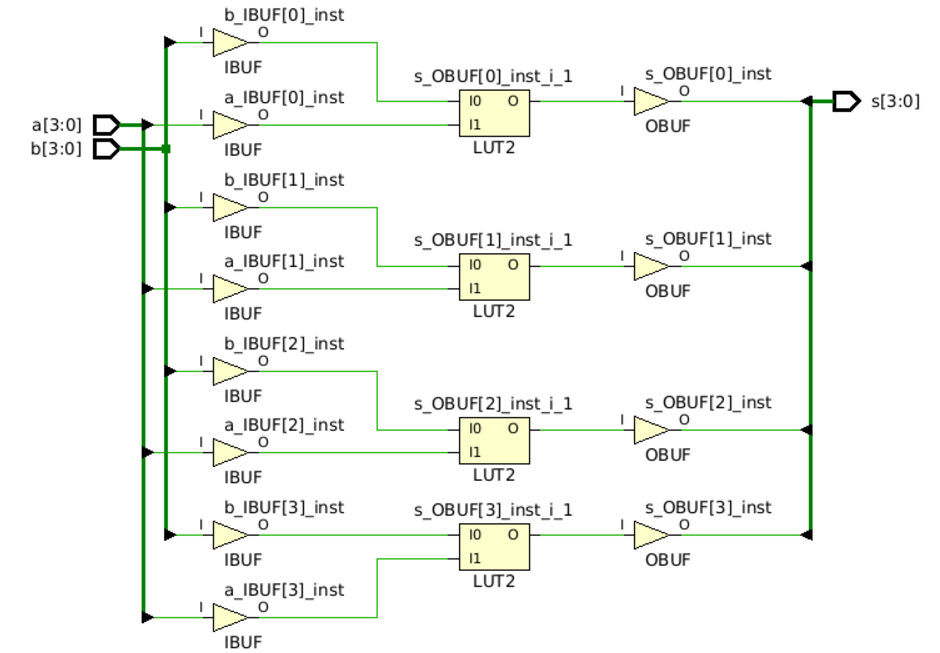 b_IBUF[0]_inst
I O
IBUF
a_IBUF[0]_inst
I O
IBUF
s_OBUF[0]_inst_i_1
I0 O
I1
LUT2
s_OBUF[0]_inst
I O
OBUF
s[3:0]
a[3:0]
b[3:0]
b_IBUF[1]_inst
I O
IBUF
a_IBUF[1]_inst
I O
IBUF
s_OBUF[1]_inst_i_1
I0 O
I1
LUT2
s_OBUF[1]_inst
I O
OBUF
b_IBUF[2]_inst
I O
IBUF
a_IBUF[2]_inst
I O
IBUF
s_OBUF[2]_inst_i_1
I0 O
I1
LUT2
s_OBUF[2]_inst
I O
OBUF
b_IBUF[3]_inst
I O
IBUF
a_IBUF[3]_inst
I O
IBUF
s_OBUF[3]_inst_i_1
I0 O
I1
LUT2
s_OBUF[3]_inst
I O
OBUF